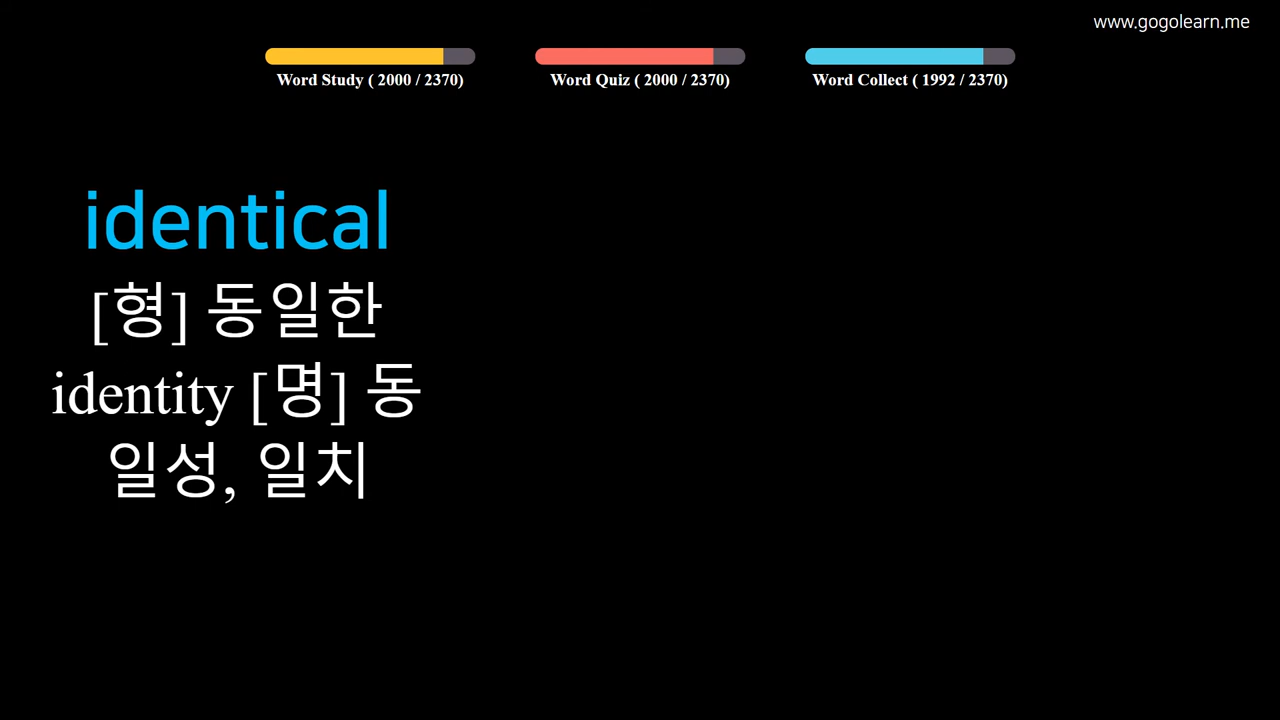 www.gogolearn.me
Word Study ( 2000 / 2370)
Word Quiz ( 2000 / 2370)
Word Collect ( 1992 / 2370)
identical
[형] 동일한
identity [명] 동
일성, 일치